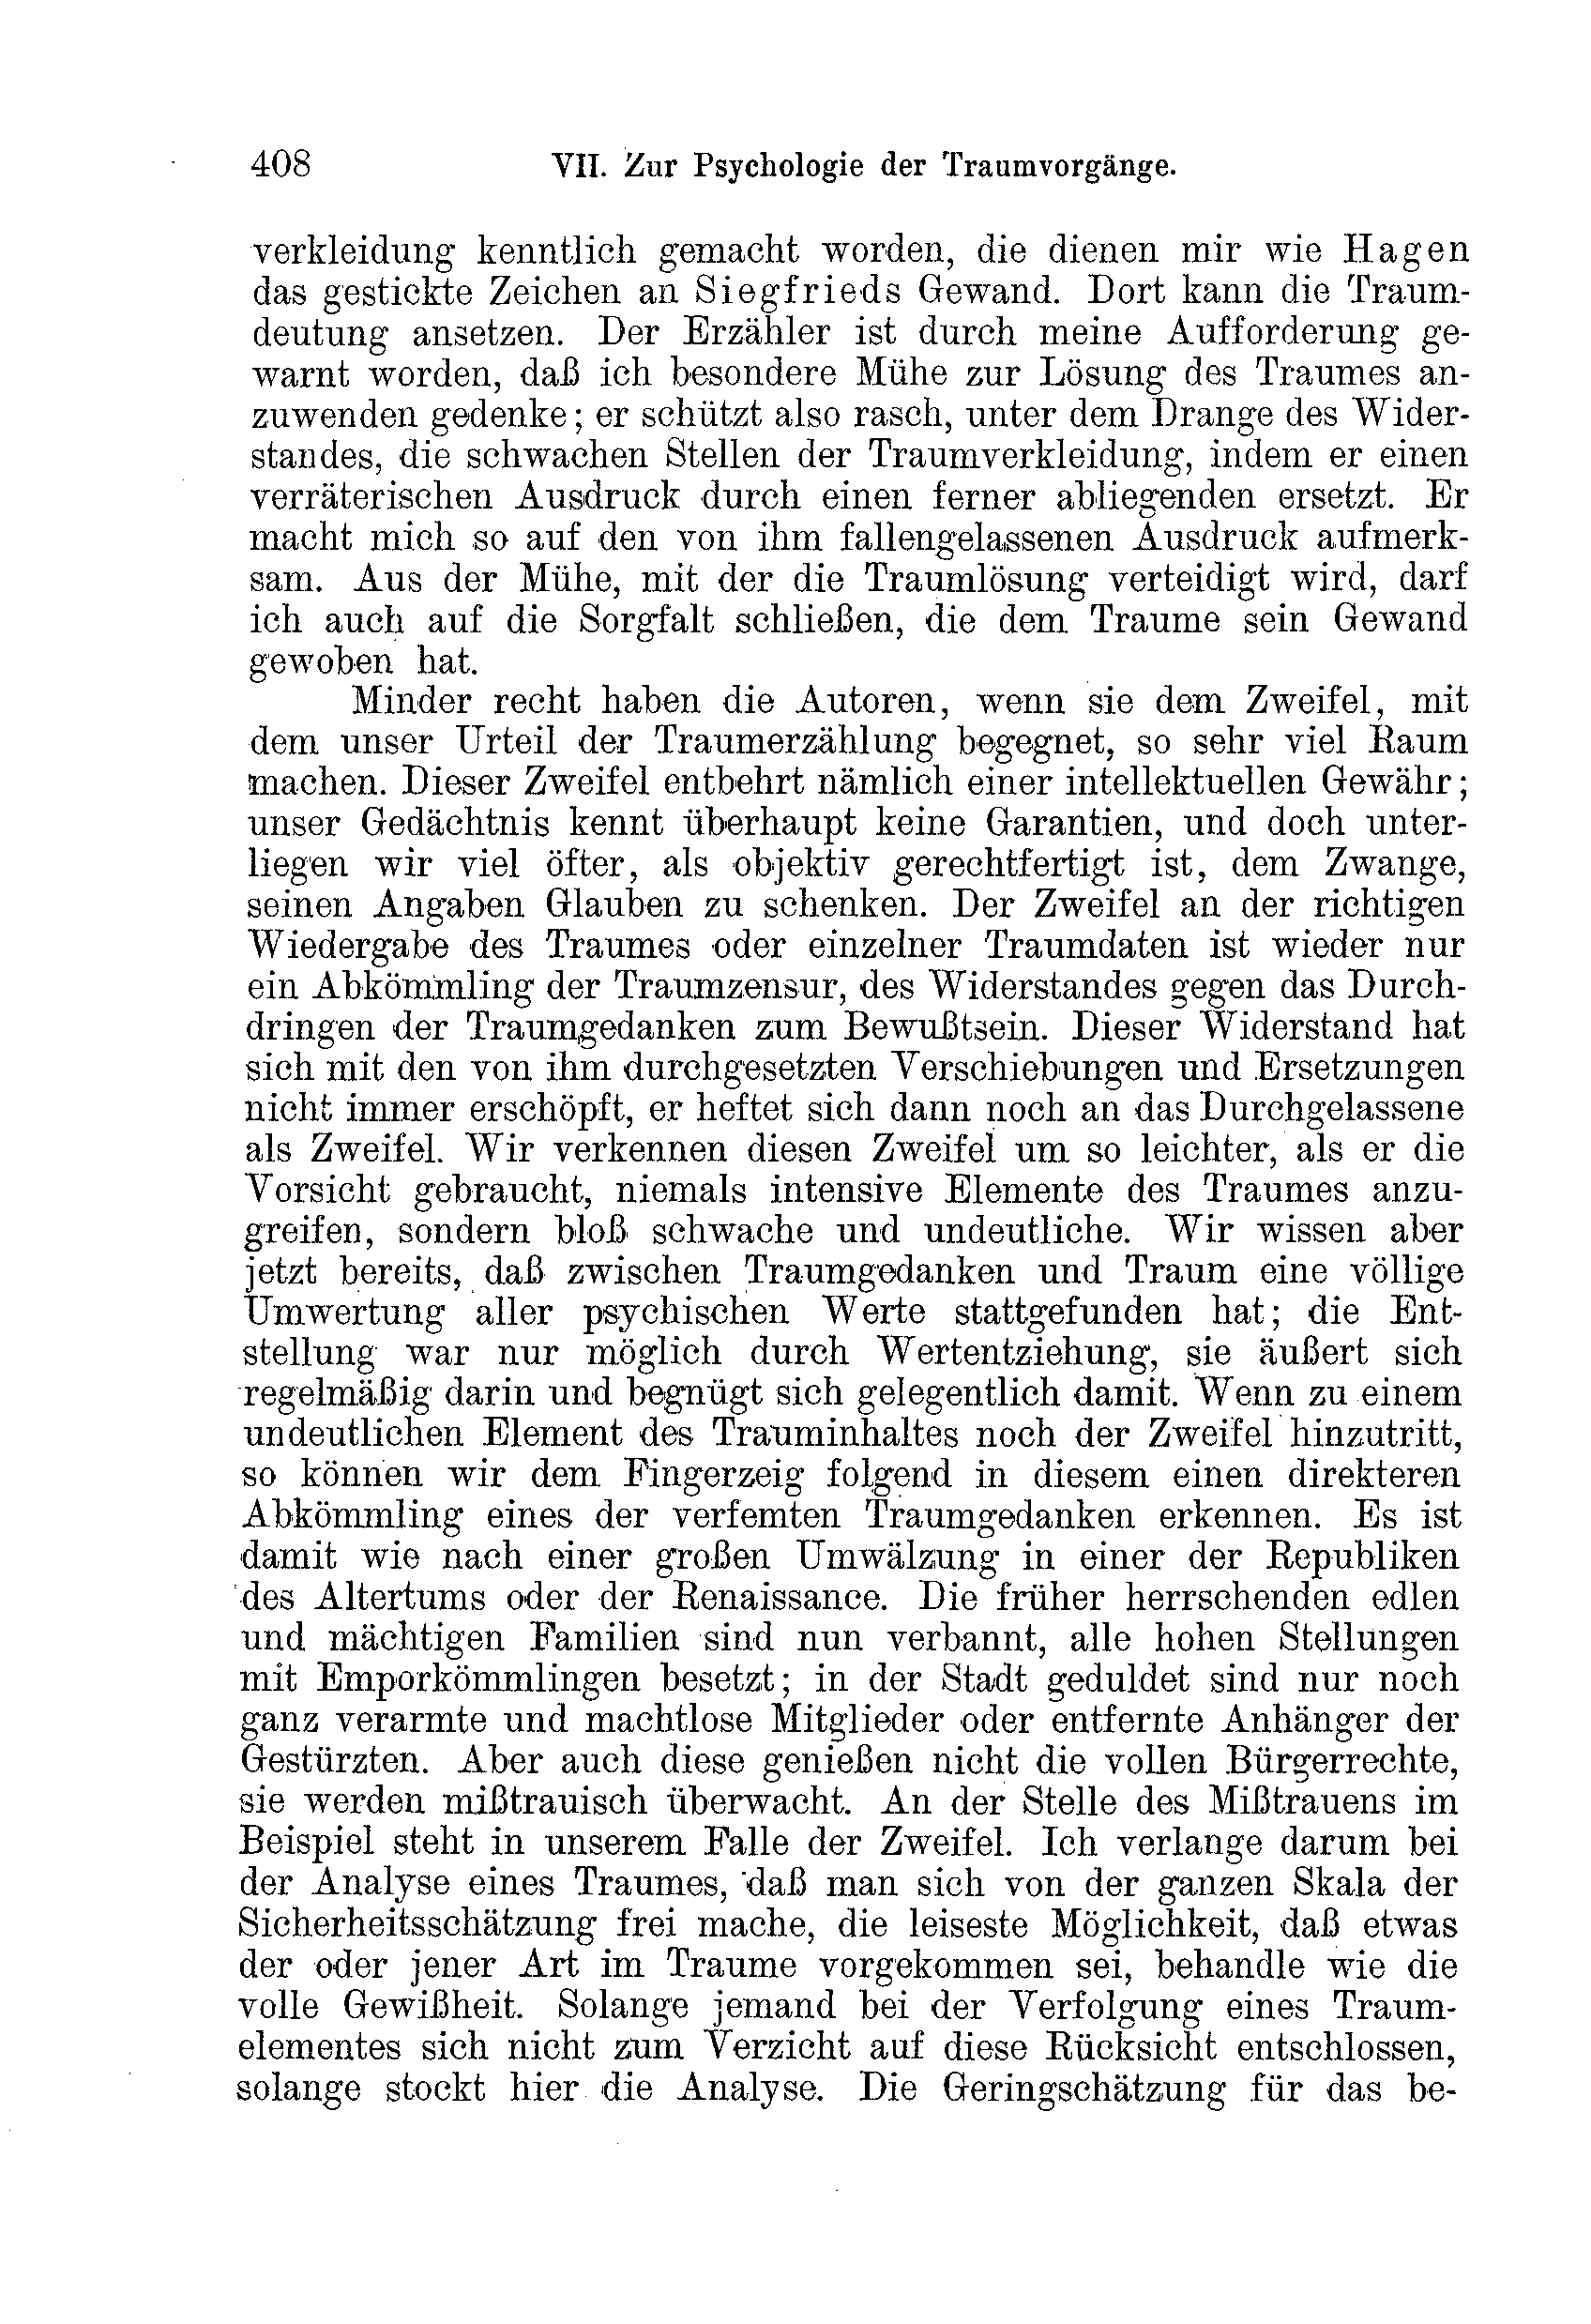 408 VII. Zur Psychologie der Traumvorgänge.
verkleidung kenntlich gemacht worden, die dienen mir wie Hagen
das gestickte Zeichen an Siegfrieds Gewand. Dort kann die Traum-
deutung ansetzen. Der Erzähler ist durch meine Aufforderung ge-
warnt worden, daß ich besondere Mühe zur Lösung des Traumes an-
zuwenden gedenke; er schützt also rasch, unter dem Drange des Wider-
standes, die schwachen Stellen der Traumverkleidung, indem er einen
verräterischen Ausdruck durch einen ferner abliegenden ersetzt. Er
macht mich so auf den von ihm fallengelassenen Ausdruck aufmerk-
sam. Aus der Mühe, mit der die Traumlösung verteidigt wird, darf
ich auch auf die Sorgfalt schließen, die dem Traume sein Gewand
gewoben hat.
Minder recht haben die Autoren, wenn sie dem Zweifel, mit
dem unser Urteil der Traumerzählung begegnet, so sehr viel Raum
machen. Dieser Zweifel entbehrt nämlich einer intellektuellen Gewähr;
unser Gedächtnis kennt überhaupt keine Garantien, und doch unter-
liegen wir viel öfter, als objektiv gerechtfertigt ist, dem Zwange,
seinen Angaben Glauben zu schenken. Der Zweifel an der richtigen
Wiedergabe des Traumes oder einzelner Traumdaten ist wieder nur
ein Abkömmling der Traumzensur, des Widerstandes gegen das Durch-
dringen der Traumgedanken zum Bewußtsein. Dieser Widerstand hat
sich mit den von ihm durchgesetzten Verschiebungen und Ersetzungen
nicht immer erschöpft, er heftet sich dann noch an das Durchgelassene
als Zweifel. Wir verkennen diesen Zweifel um so leichter, als er die
Vorsicht gebraucht, niemals intensive Elemente des Traumes anzu-
greifen, sondern bloß schwache und undeutliche. Wir wissen aber
jetzt bereits, daß zwischen Traumgedanken und Traum eine völlige
Umwertung aller psychischen Werte stattgefunden hat; die Ent-
stellung war nur möglich durch Wertentziehung, sie äußert sich
regelmäßig darin und begnügt sich gelegentlich damit. Wenn zu einem
undeutlichen Element des Trauminhaltes noch der Zweifel hinzutritt,
so können wir dem Fingerzeig folgend in diesem einen direkteren
Abkömmling eines der verfemten Traumgedanken erkennen. Es ist
damit wie nach einer großen Umwälzung in einer der Republiken
des Altertums oder der Renaissance. Die früher herrschenden edlen
und mächtigen Familien sind nun verbannt, alle hohen Stellungen
mit Emporkömmlingen besetzt; in der Stadt geduldet sind nur noch
ganz verarmte und machtlose Mitglieder oder entfernte Anhänger der
Gestürzten. Aber auch diese genießen nicht die vollen Bürgerrechte,
sie werden mißtrauisch überwacht. An der Stelle des Mißtrauens im
Beispiel steht in unserem Falle der Zweifel. Ich verlange darum bei
der Analyse eines Traumes, daß man sich von der ganzen Skala der
Sicherheitsschätzung frei mache, die leiseste Möglichkeit, daß etwas
der oder jener Art im Traume vorgekommen sei, behandle wie die
volle Gewißheit. Solange jemand bei der Verfolgung eines Traum-
elementes sich nicht zum Verzicht auf diese Rücksicht entschlossen,
solange stockt hier die Analyse. Die Geringschätzung für das be-